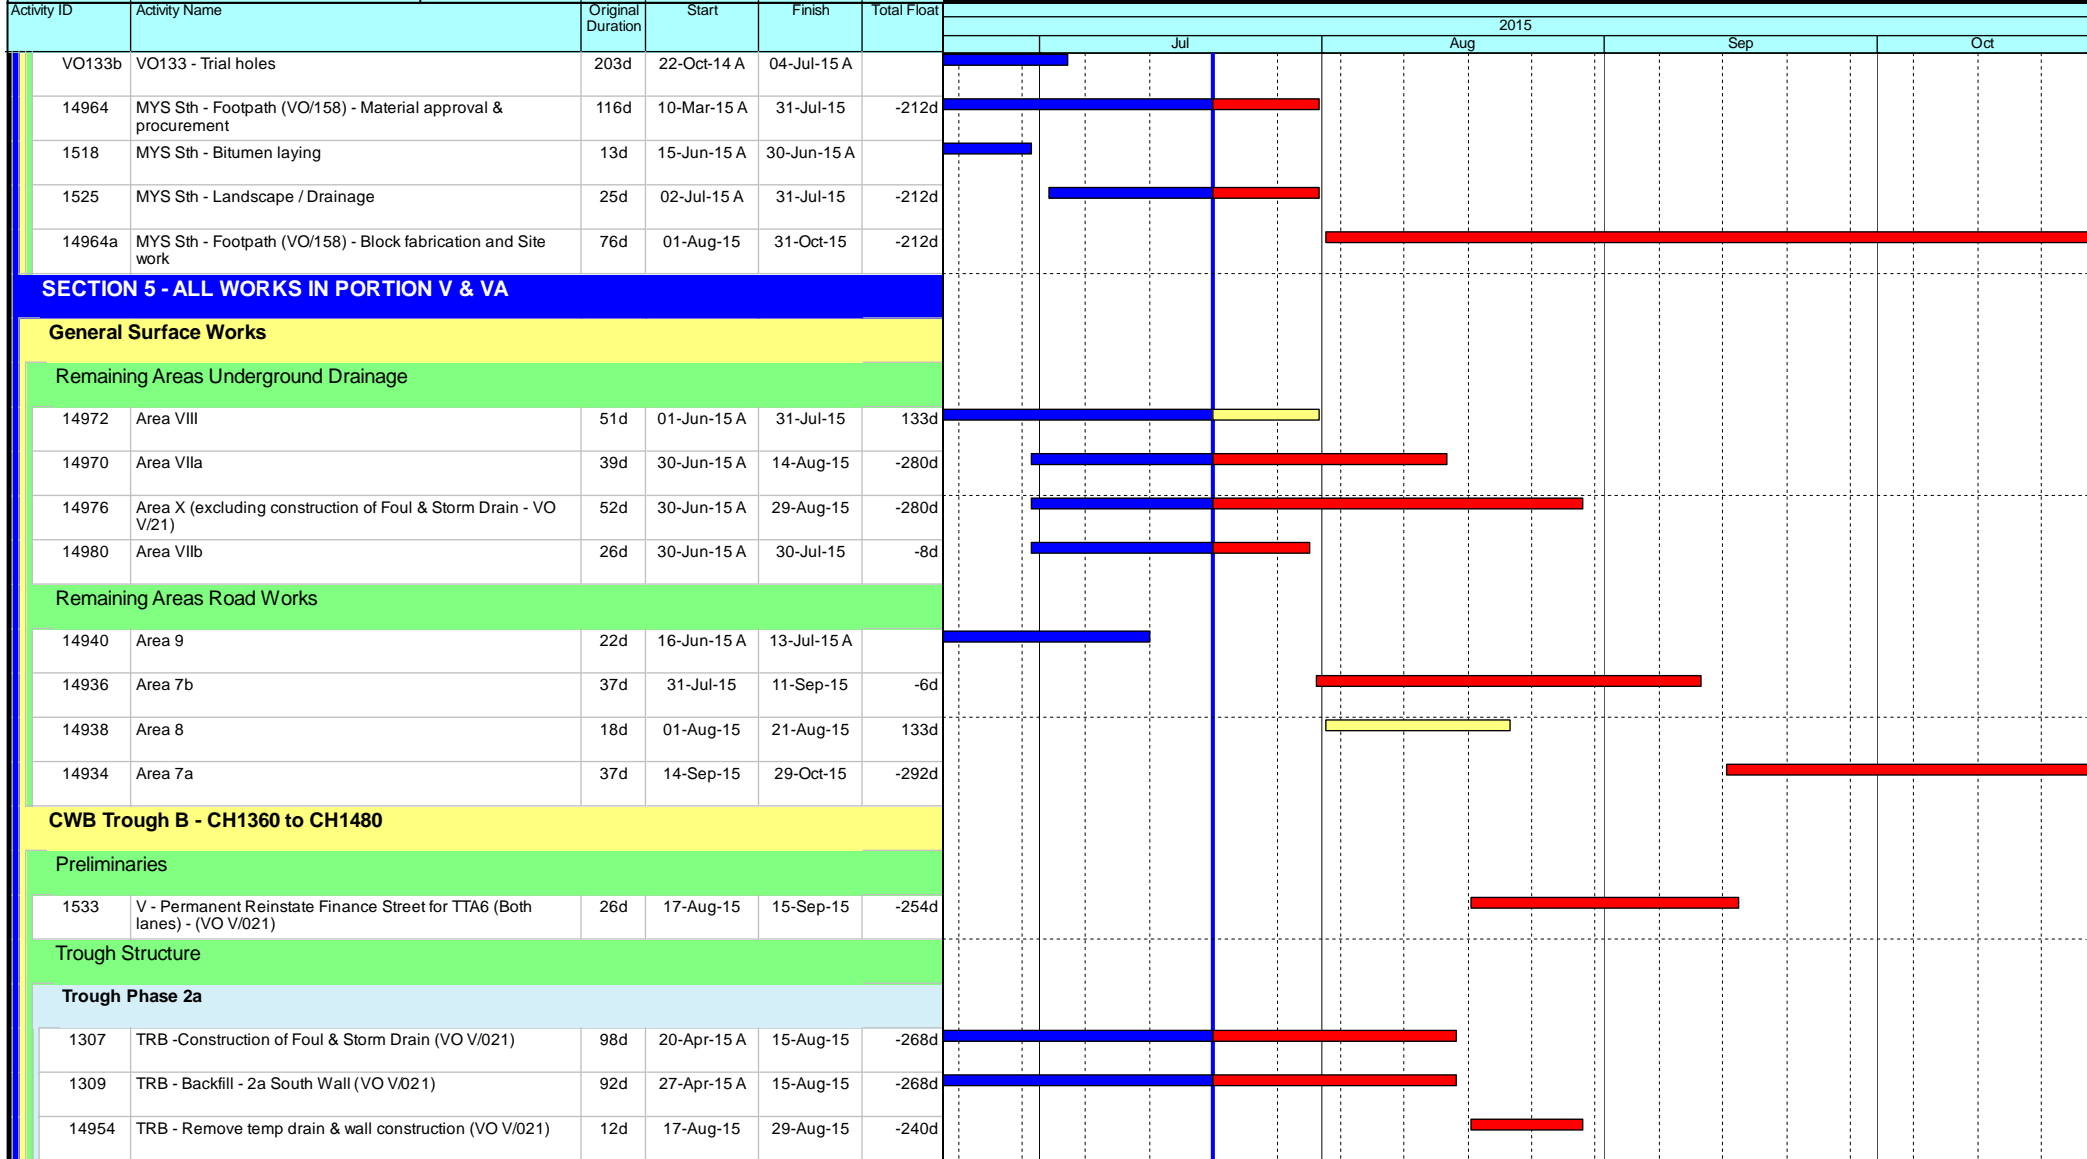 Activity ID Activity Name Original Duration Start Finish Total Float
2015
Jul Aug Sep Oct
VO133b VO133 - Trial holes 203d 22-Oct-14 A 04-Jul-15 A
14964 MYS Sth - Footpath (VO/158) - Material approval & 116d 10-Mar-15 A 31-Jul-15 -212d
procurement
1518 MYS Sth - Bitumen laying 13d 15-Jun-15 A 30-Jun-15 A
1525 MYS Sth - Landscape / Drainage 25d 02-Jul-15 A 31-Jul-15 -212d
14964a MYS Sth - Footpath (VO/158) - Block fabrication and Site 76d 01-Aug-15 31-Oct-15 -212d
work
SECTION 5 - ALL WORKS IN PORTION V & VA
General Surface Works
Remaining Areas Underground Drainage
14972 Area VIII 51d 01-Jun-15 A 31-Jul-15 133d
14970 Area VIIa 39d 30-Jun-15 A 14-Aug-15 -280d
14976 Area X (excluding construction of Foul & Storm Drain - VO 52d 30-Jun-15 A 29-Aug-15 -280d
V/21)
14980 Area VIIb 26d 30-Jun-15 A 30-Jul-15 -8d
Remaining Areas Road Works
14940 Area 9 22d 16-Jun-15 A 13-Jul-15 A
14936 Area 7b 37d 31-Jul-15 11-Sep-15 -6d
14938 Area 8 18d 01-Aug-15 21-Aug-15 133d
14934 Area 7a 37d 14-Sep-15 29-Oct-15 -292d
CWB Trough B - CH1360 to CH1480
Preliminaries
1533 V - Permanent Reinstate Finance Street for TTA6 (Both 26d 17-Aug-15 15-Sep-15 -254d
lanes) - (VO V/021)
Trough Structure
Trough Phase 2a
1307 TRB -Construction of Foul & Storm Drain (VO V/021) 98d 20-Apr-15 A 15-Aug-15 -268d
1309 TRB - Backfill - 2a South Wall (VO V/021) 92d 27-Apr-15 A 15-Aug-15 -268d
14954 TRB - Remove temp drain & wall construction (VO V/021) 12d 17-Aug-15 29-Aug-15 -240d